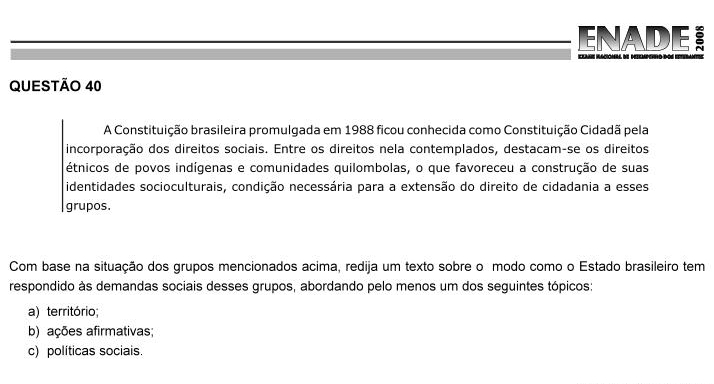 ENADE 2008
EXAME NACIONAL DE DESEMPENHO DOS ESTUDANTES
QUESTÃO 40
A Constituição brasileira promulgada em 1988 ficou conhecida como Constituição Cidadã pela
incorporação dos direitos sociais. Entre os direitos nela contemplados, destacam-se os direitos
étnicos de povos indígenas e comunidades quilombolas, o que favoreceu a construção de suas
identidades socioculturais, condição necessária para a extensão do direito de cidadania a esses
grupos.
Com base na situação dos grupos mencionados acima, redija um texto sobre o modo como o Estado brasileiro tem
respondido às demandas sociais desses grupos, abordando pelo menos um dos seguintes tópicos:
a) território;
b) ações afirmativas;
c) políticas sociais.